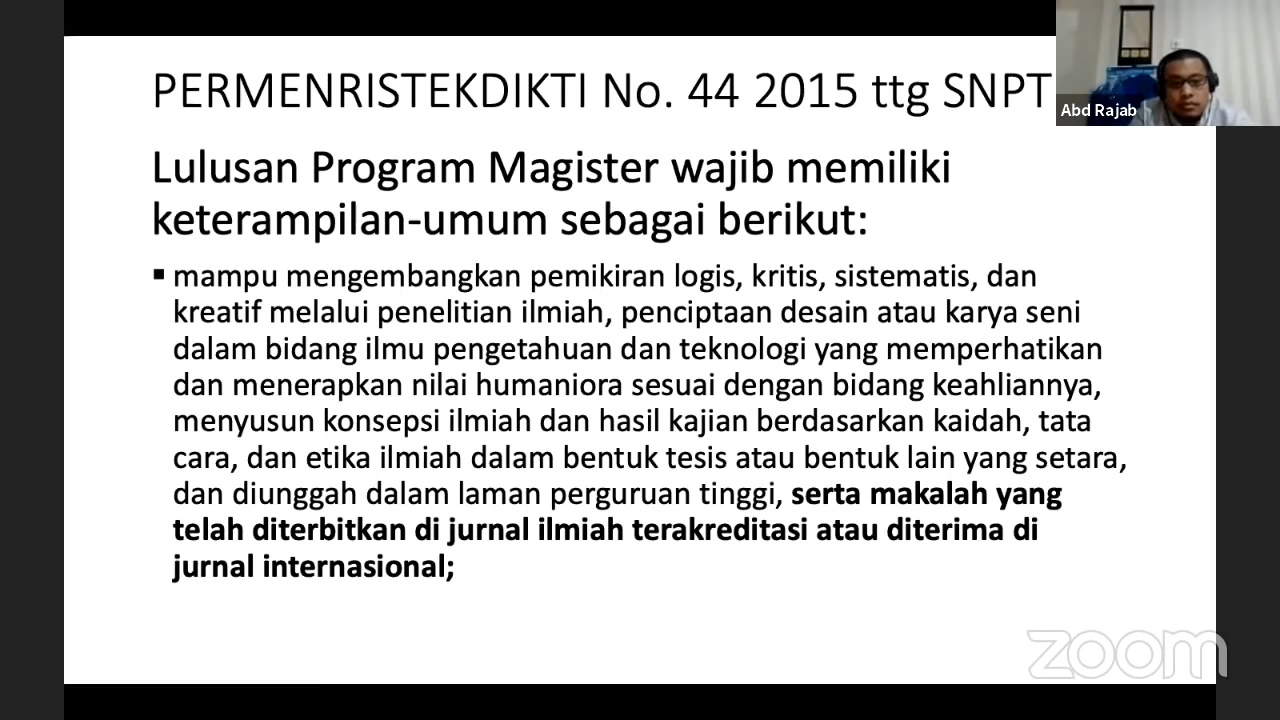 PERMENRISTEKDIKTI No. 44 2015 ttg SNPT
Abd Rajab
Lulusan Program Magister wajib memiliki
keterampilan-umum sebagai berikut:
▪ mampu mengembangkan pemikiran logis, kritis, sistematis, dan
kreatif melalui penelitian ilmiah, penciptaan desain atau karya seni
dalam bidang ilmu pengetahuan dan teknologi yang memperhatikan
dan menerapkan nilai humaniora sesuai dengan bidang keahliannya,
menyusun konsepsi ilmiah dan hasil kajian berdasarkan kaidah, tata
cara, dan etika ilmiah dalam bentuk tesis atau bentuk lain yang setara,
dan diunggah dalam laman perguruan tinggi, serta makalah yang
telah diterbitkan di jurnal ilmiah terakreditasi atau diterima di
jurnal internasional;
zoom